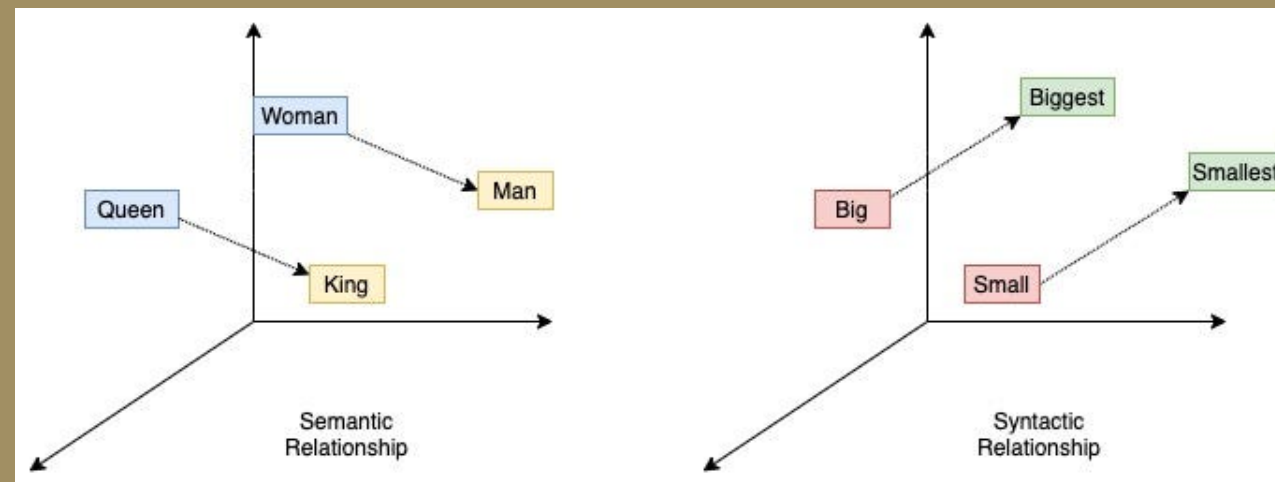 Woman
Man
Queen
King
Semantic
Relationship
Biggest
Smallest
Big
Small
Syntactic
Relationship